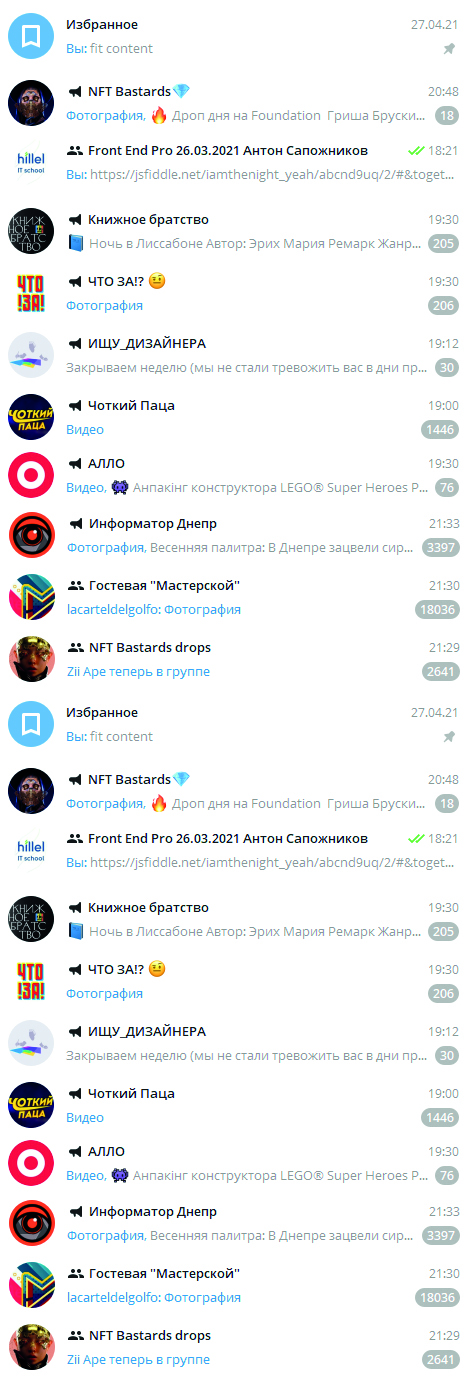 Избранное 27.04.21
Вы: fit content
NFT Bastards💎 20:48
Фотография, 🔥 Дроп дня на Foundation Гриша Бруски... 18
hillel
IT school
Front End Pro 26.03.2021 Антон Сапожников 18:21
Вы: https://jsfiddle.net/iamthenight_yeah/abcnd9uq/2/#&toget...
КНИЖ
НОЕ
БРАТС
ТВО
Книжное братство 19:30
📘 Ночь в Лиссабоне Автор: Эрих Мария Ремарк Жанр... 205
ЧТО
!ЗА!
ЧТО ЗА!? 🤨 19:30
Фотография 206
ИЩУ_ДИЗАЙНЕРА 19:12
Закрываем неделю (мы не стали тревожить вас в дни пр... 30
ЧОТКИЙ
ПАЦА
Чоткий Паца 19:00
Видео 1446
АЛЛО 19:30
Видео, 👾 Анпакінг конструктора LEGO® Super Heroes P... 76
Информатор Днепр 21:33
Фотография, Весенняя палитра: В Днепре зацвели сир... 3397
Гостевая "Мастерской" 21:30
lacarteldelgolfo: Фотография 18036
NFT Bastards drops 21:29
Zii Ape теперь в группе 2641
Избранное 27.04.21
Вы: fit content
NFT Bastards💎 20:48
Фотография, 🔥 Дроп дня на Foundation Гриша Бруски... 18
hillel
IT school
Front End Pro 26.03.2021 Антон Сапожников 18:21
Вы: https://jsfiddle.net/iamthenight_yeah/abcnd9uq/2/#&toget...
КНИЖ
НОЕ
БРАТС
ТВО
Книжное братство 19:30
📘 Ночь в Лиссабоне Автор: Эрих Мария Ремарк Жанр... 205
ЧТО
!ЗА!
ЧТО ЗА!? 🤨 19:30
Фотография 206
ИЩУ_ДИЗАЙНЕРА 19:12
Закрываем неделю (мы не стали тревожить вас в дни пр... 30
ЧОТКИЙ
ПАЦА
Чоткий Паца 19:00
Видео 1446
АЛЛО 19:30
Видео, 👾 Анпакінг конструктора LEGO® Super Heroes P... 76
Информатор Днепр 21:33
Фотография, Весенняя палитра: В Днепре зацвели сир... 3397
Гостевая "Мастерской" 21:30
lacarteldelgolfo: Фотография 18036
NFT Bastards drops 21:29
Zii Ape теперь в группе 2641